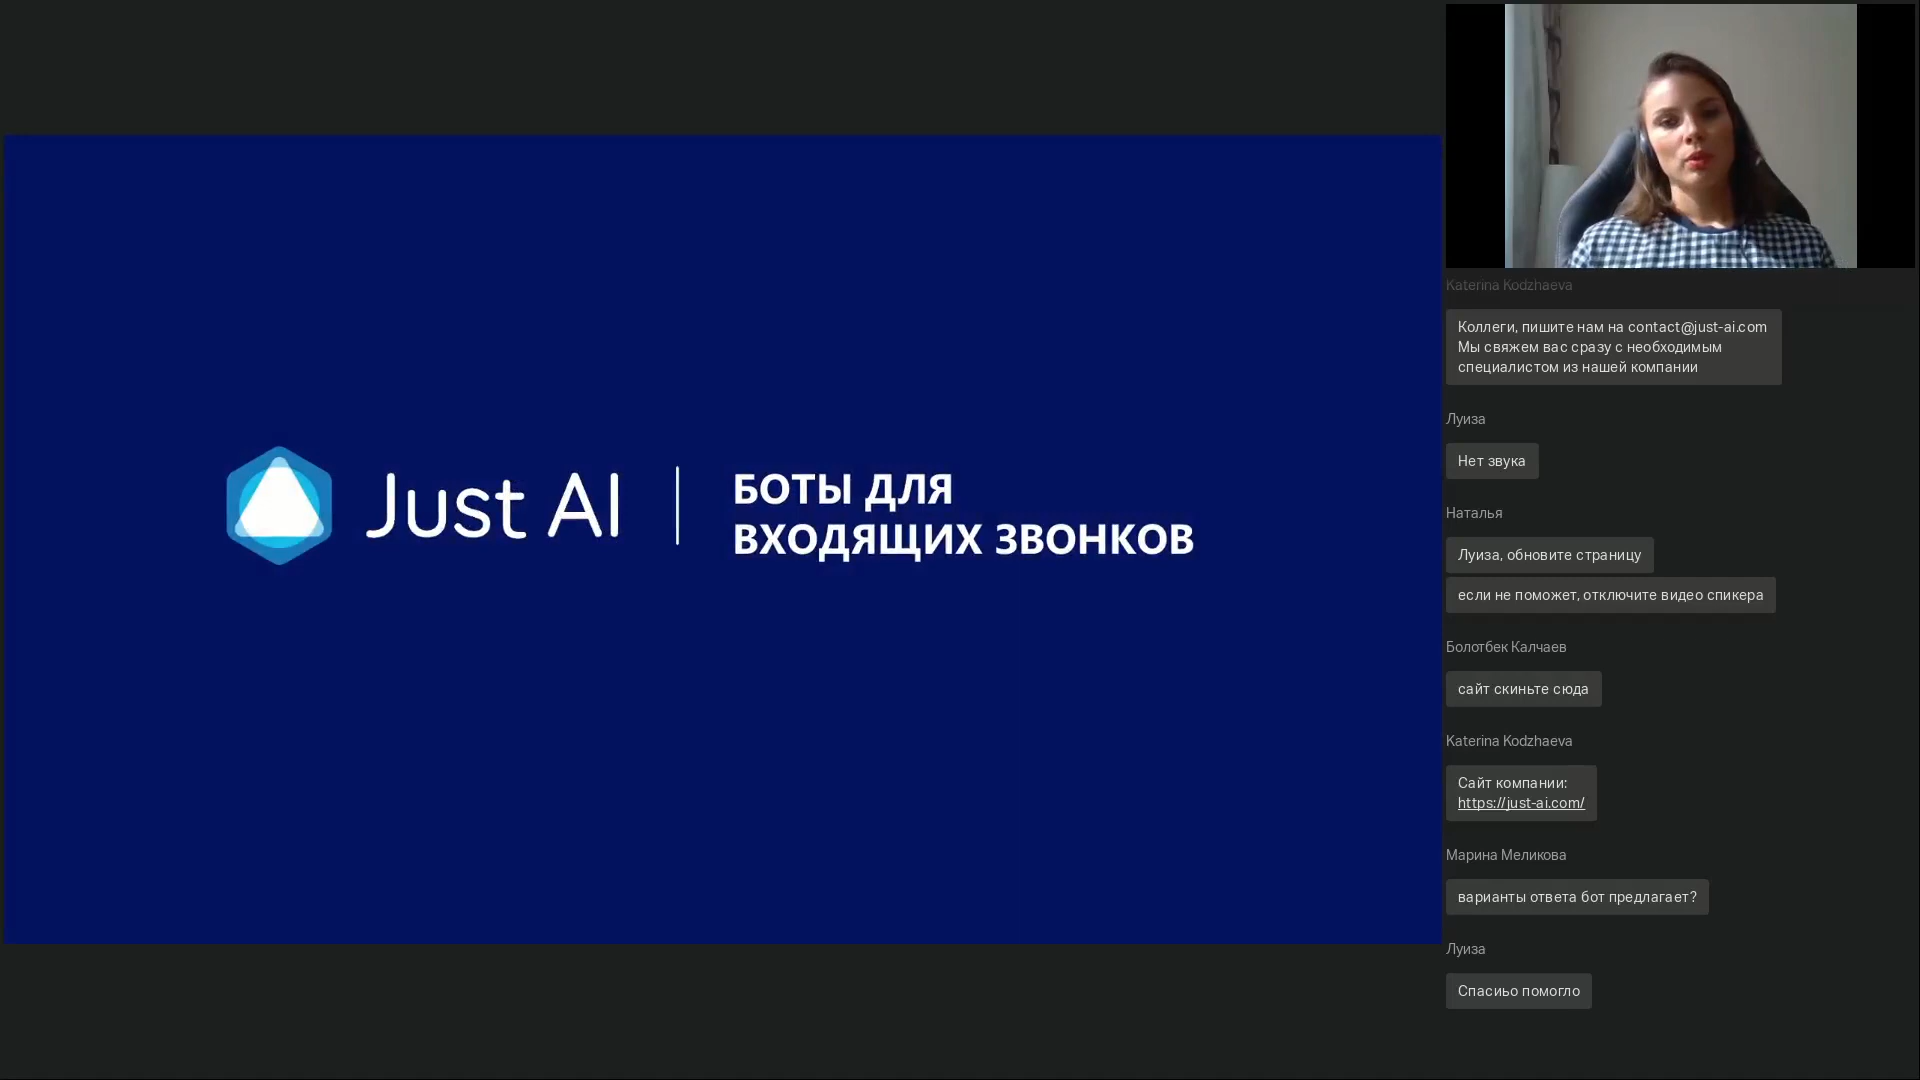 Just AI
БОТЫ ДЛЯ
ВХОДЯЩИХ ЗВОНКОВ
Katerina Kodzhaeva
Коллеги, пишите нам на contact@just-ai.com
Мы свяжем вас сразу с необходимым
специалистом из нашей компании
Луиза
Нет звука
Наталья
Луиза, обновите страницу
если не поможет, отключите видео спикера
Болотбек Калчаев
сайт скиньте сюда
Katerina Kodzhaeva
Сайт компании:
https://just-ai.com/
Марина Меликова
варианты ответа бот предлагает?
Луиза
Спасиьо помогло